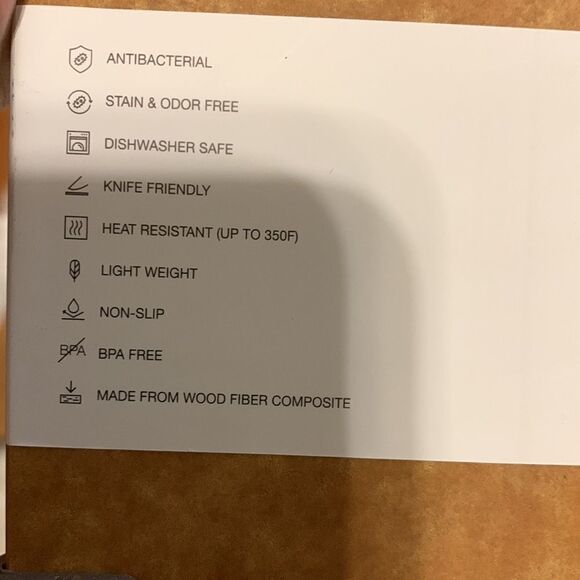 ANTIBACTERIAL
STAIN & ODOR FREE
DISHWASHER SAFE
KNIFE FRIENDLY
HEAT RESISTANT (UP TO 350F)
LIGHT WEIGHT
NON-SLIP
BPA BPA FREE
MADE FROM WOOD FIBER COMPOSITE